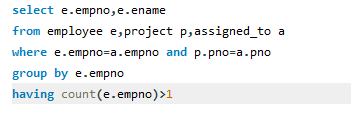 select e.empno,e.ename
from employee e,project p,assigned_to a
where e.empno=a.empno and p.pno=a.pno
group by e.empno
having count(e.empno)>1